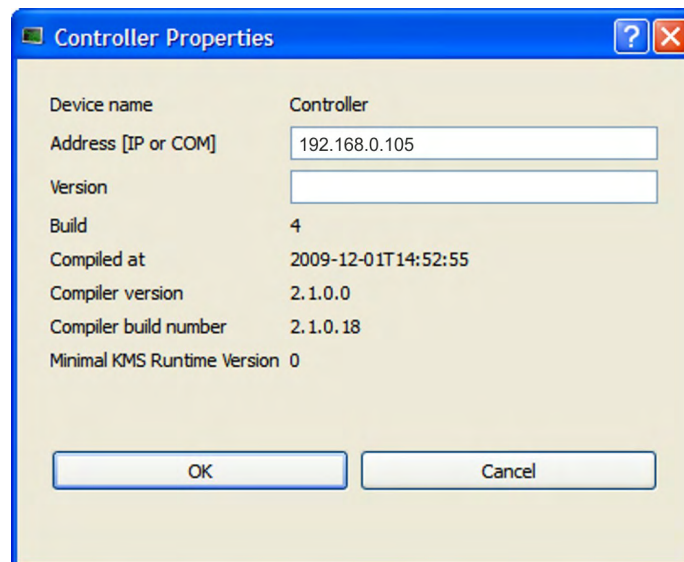 Controller Properties
Device name Controller
Address [IP or COM] 192.168.0.105
Version
Build 4
Compiled at 2009-12-01T14:52:55
Compiler version 2.1.0.0
Compiler build number 2.1.0.18
Minimal KMS Runtime Version 0
OK Cancel